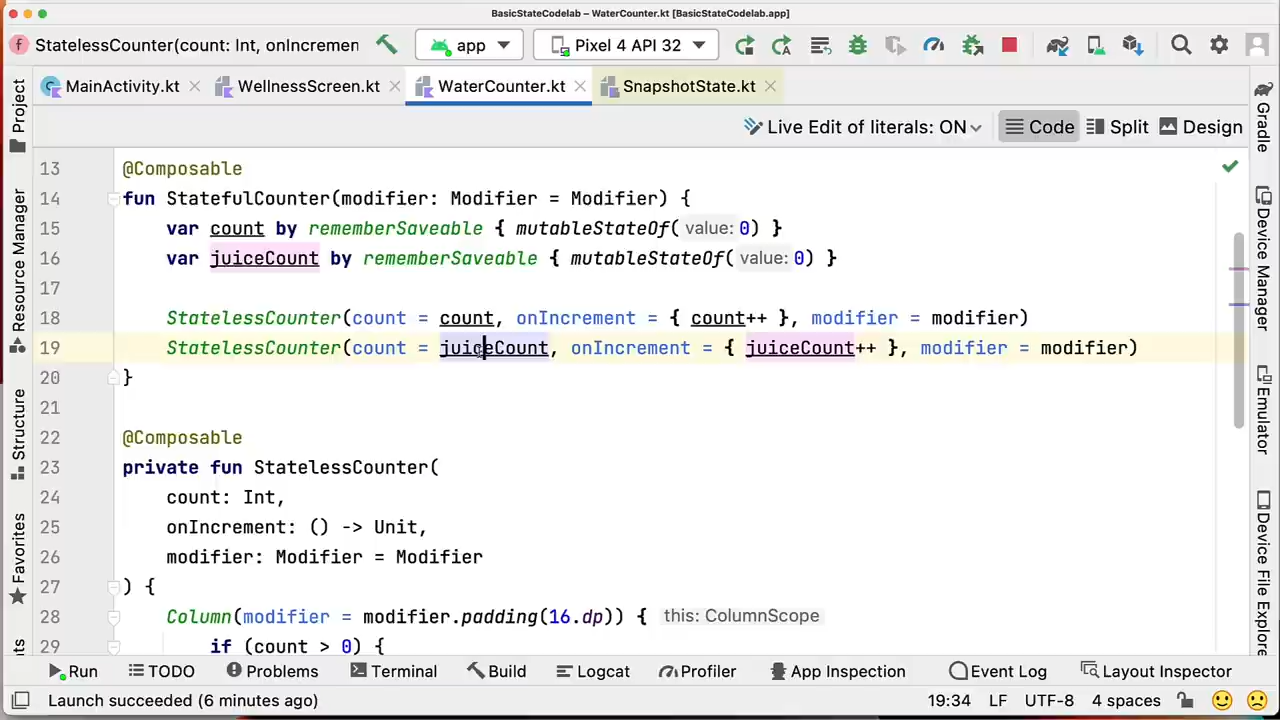 BasicStateCodelab – WaterCounter.kt [BasicStateCodelab.app]
StatelessCounter(count: Int, onIncremen
app
Pixel 4 API 32
MainActivity.kt
WellnessScreen.kt
WaterCounter.kt
SnapshotState.kt
Live Edit of literals: ON
Code
Split
Design
13 @Composable
14 fun StatefulCounter(modifier: Modifier = Modifier) {
15 var count by rememberSaveable { mutableStateOf( value: 0) }
16 var juiceCount by rememberSaveable { mutableStateOf( value: 0) }
17
18 StatelessCounter(count = count, onIncrement = { count++ }, modifier = modifier)
19 StatelessCounter(count = juiceCount, onIncrement = { juiceCount++ }, modifier = modifier)
20 }
21
22 @Composable
23 private fun StatelessCounter(
24 count: Int,
25 onIncrement: () -> Unit,
26 modifier: Modifier = Modifier
27 ) {
28 Column(modifier = modifier.padding(16.dp)) { this: ColumnScope
29 if (count > 0) {
Project
Resource Manager
Structure
Favorites
Gradle
Device Manager
Emulator
Device File Explore
Run
TODO
Problems
Terminal
Build
Logcat
Profiler
App Inspection
Event Log
Layout Inspector
Launch succeeded (6 minutes ago)
19:34
LF
UTF-8
4 spaces